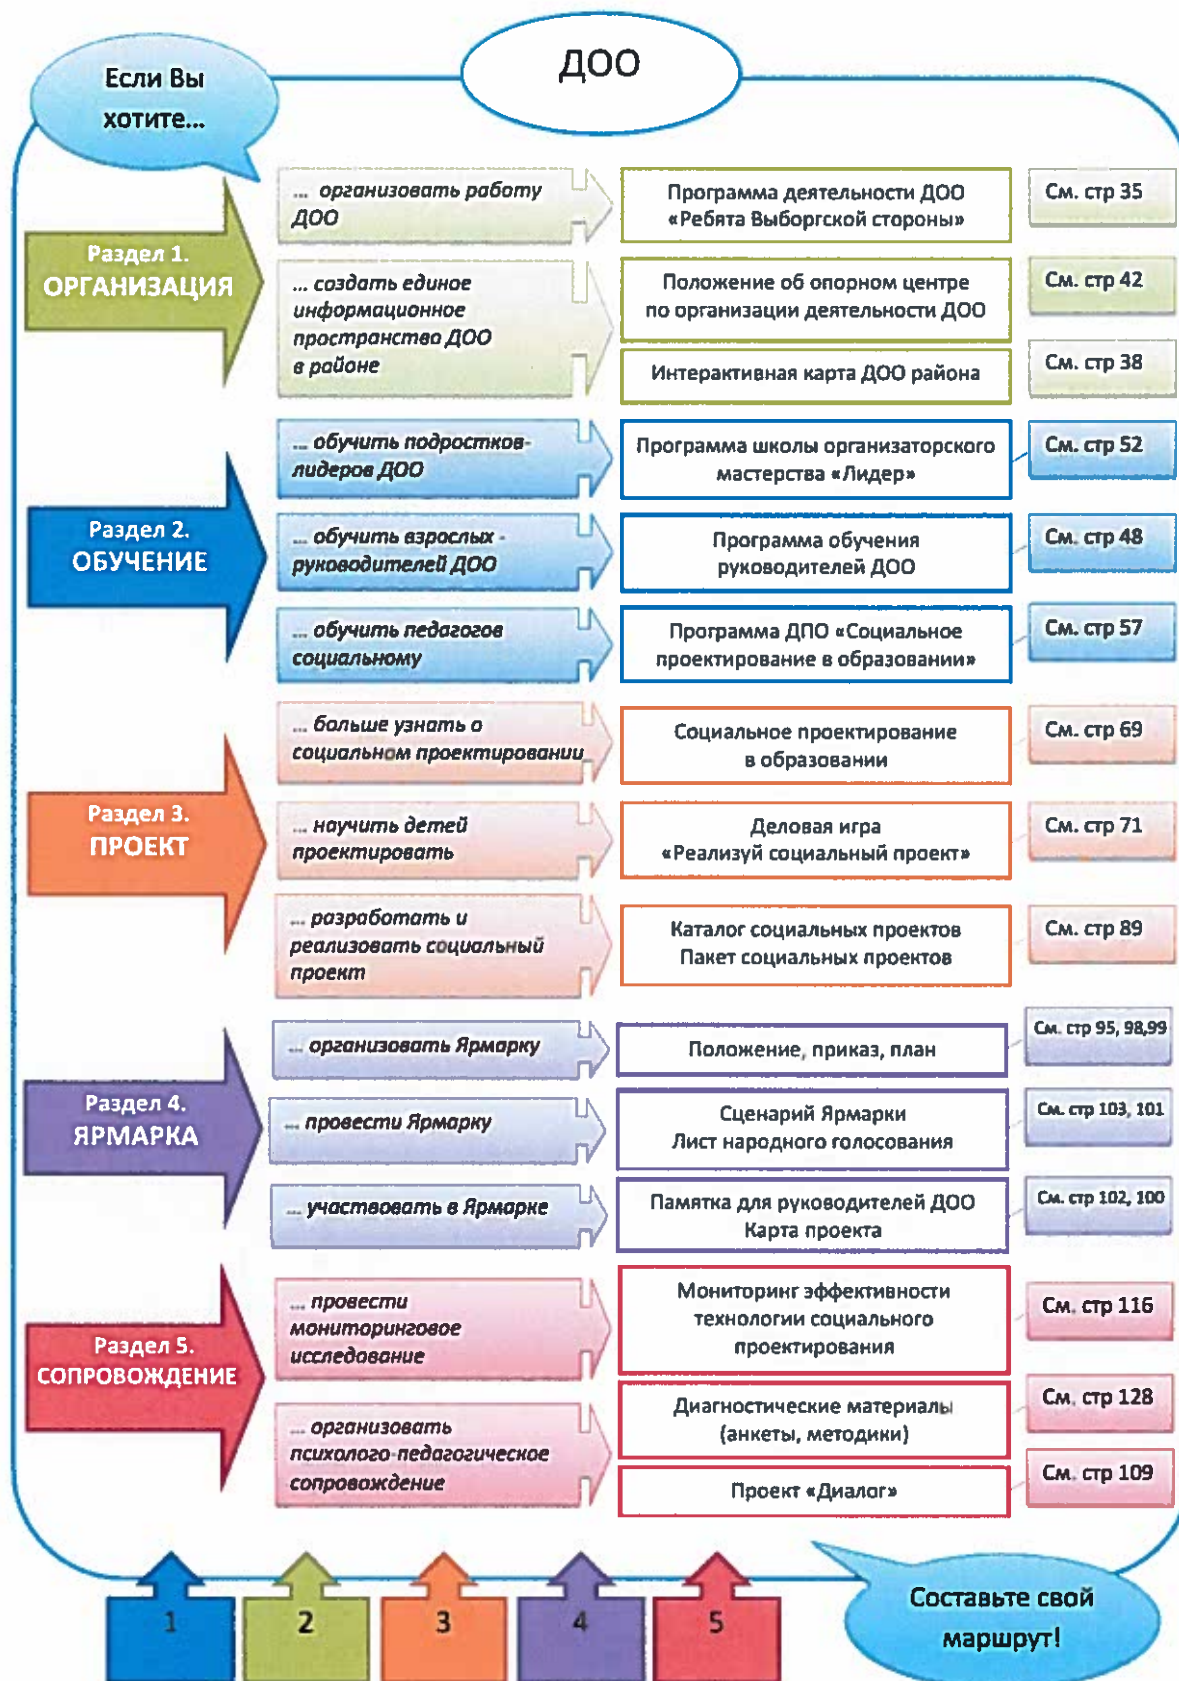 ДОО
Если Вы
хотите...
Раздел 1.
ОРГАНИЗАЦИЯ
... организовать работу
ДОО
Программа деятельности ДОО
«Ребята Выборгской стороны»
См. стр 35
... создать единое
информационное
пространство ДОО
в районе
Положение об опорном центре
по организации деятельности ДОО
См. стр 42
Интерактивная карта ДОО района
См. стр 38
Раздел 2.
ОБУЧЕНИЕ
... обучить подростков-
лидеров ДОО
Программа школы организаторского
мастерства «Лидер»
См. стр 52
... обучить взрослых -
руководителей ДОО
Программа обучения
руководителей ДОО
См. стр 48
... обучить педагогов
социальному
Программа ДПО «Социальное
проектирование в образовании»
См. стр 57
Раздел 3.
ПРОЕКТ
... больше узнать о
социальном проектировании
Социальное проектирование
в образовании
См. стр 69
... научить детей
проектировать
Деловая игра
«Реализуй социальный проект»
См. стр 71
... разработать и
реализовать социальный
проект
Каталог социальных проектов
Пакет социальных проектов
См. стр 89
Раздел 4.
ЯРМАРКА
... организовать Ярмарку
Положение, приказ, план
См. стр 95, 98,99
... провести Ярмарку
Сценарий Ярмарки
Лист народного голосования
См. стр 103, 101
... участвовать в Ярмарке
Памятка для руководителей ДОО
Карта проекта
См. стр 102, 100
Раздел 5.
СОПРОВОЖДЕНИЕ
... провести
мониторинговое
исследование
Мониторинг эффективности
технологии социального
проектирования
См. стр 116
... организовать
психолого-педагогическое
сопровождение
Диагностические материалы
(анкеты, методики)
См. стр 128
Проект «Диалог»
См. стр 109
1
2
3
4
5
Составьте свой
маршрут!